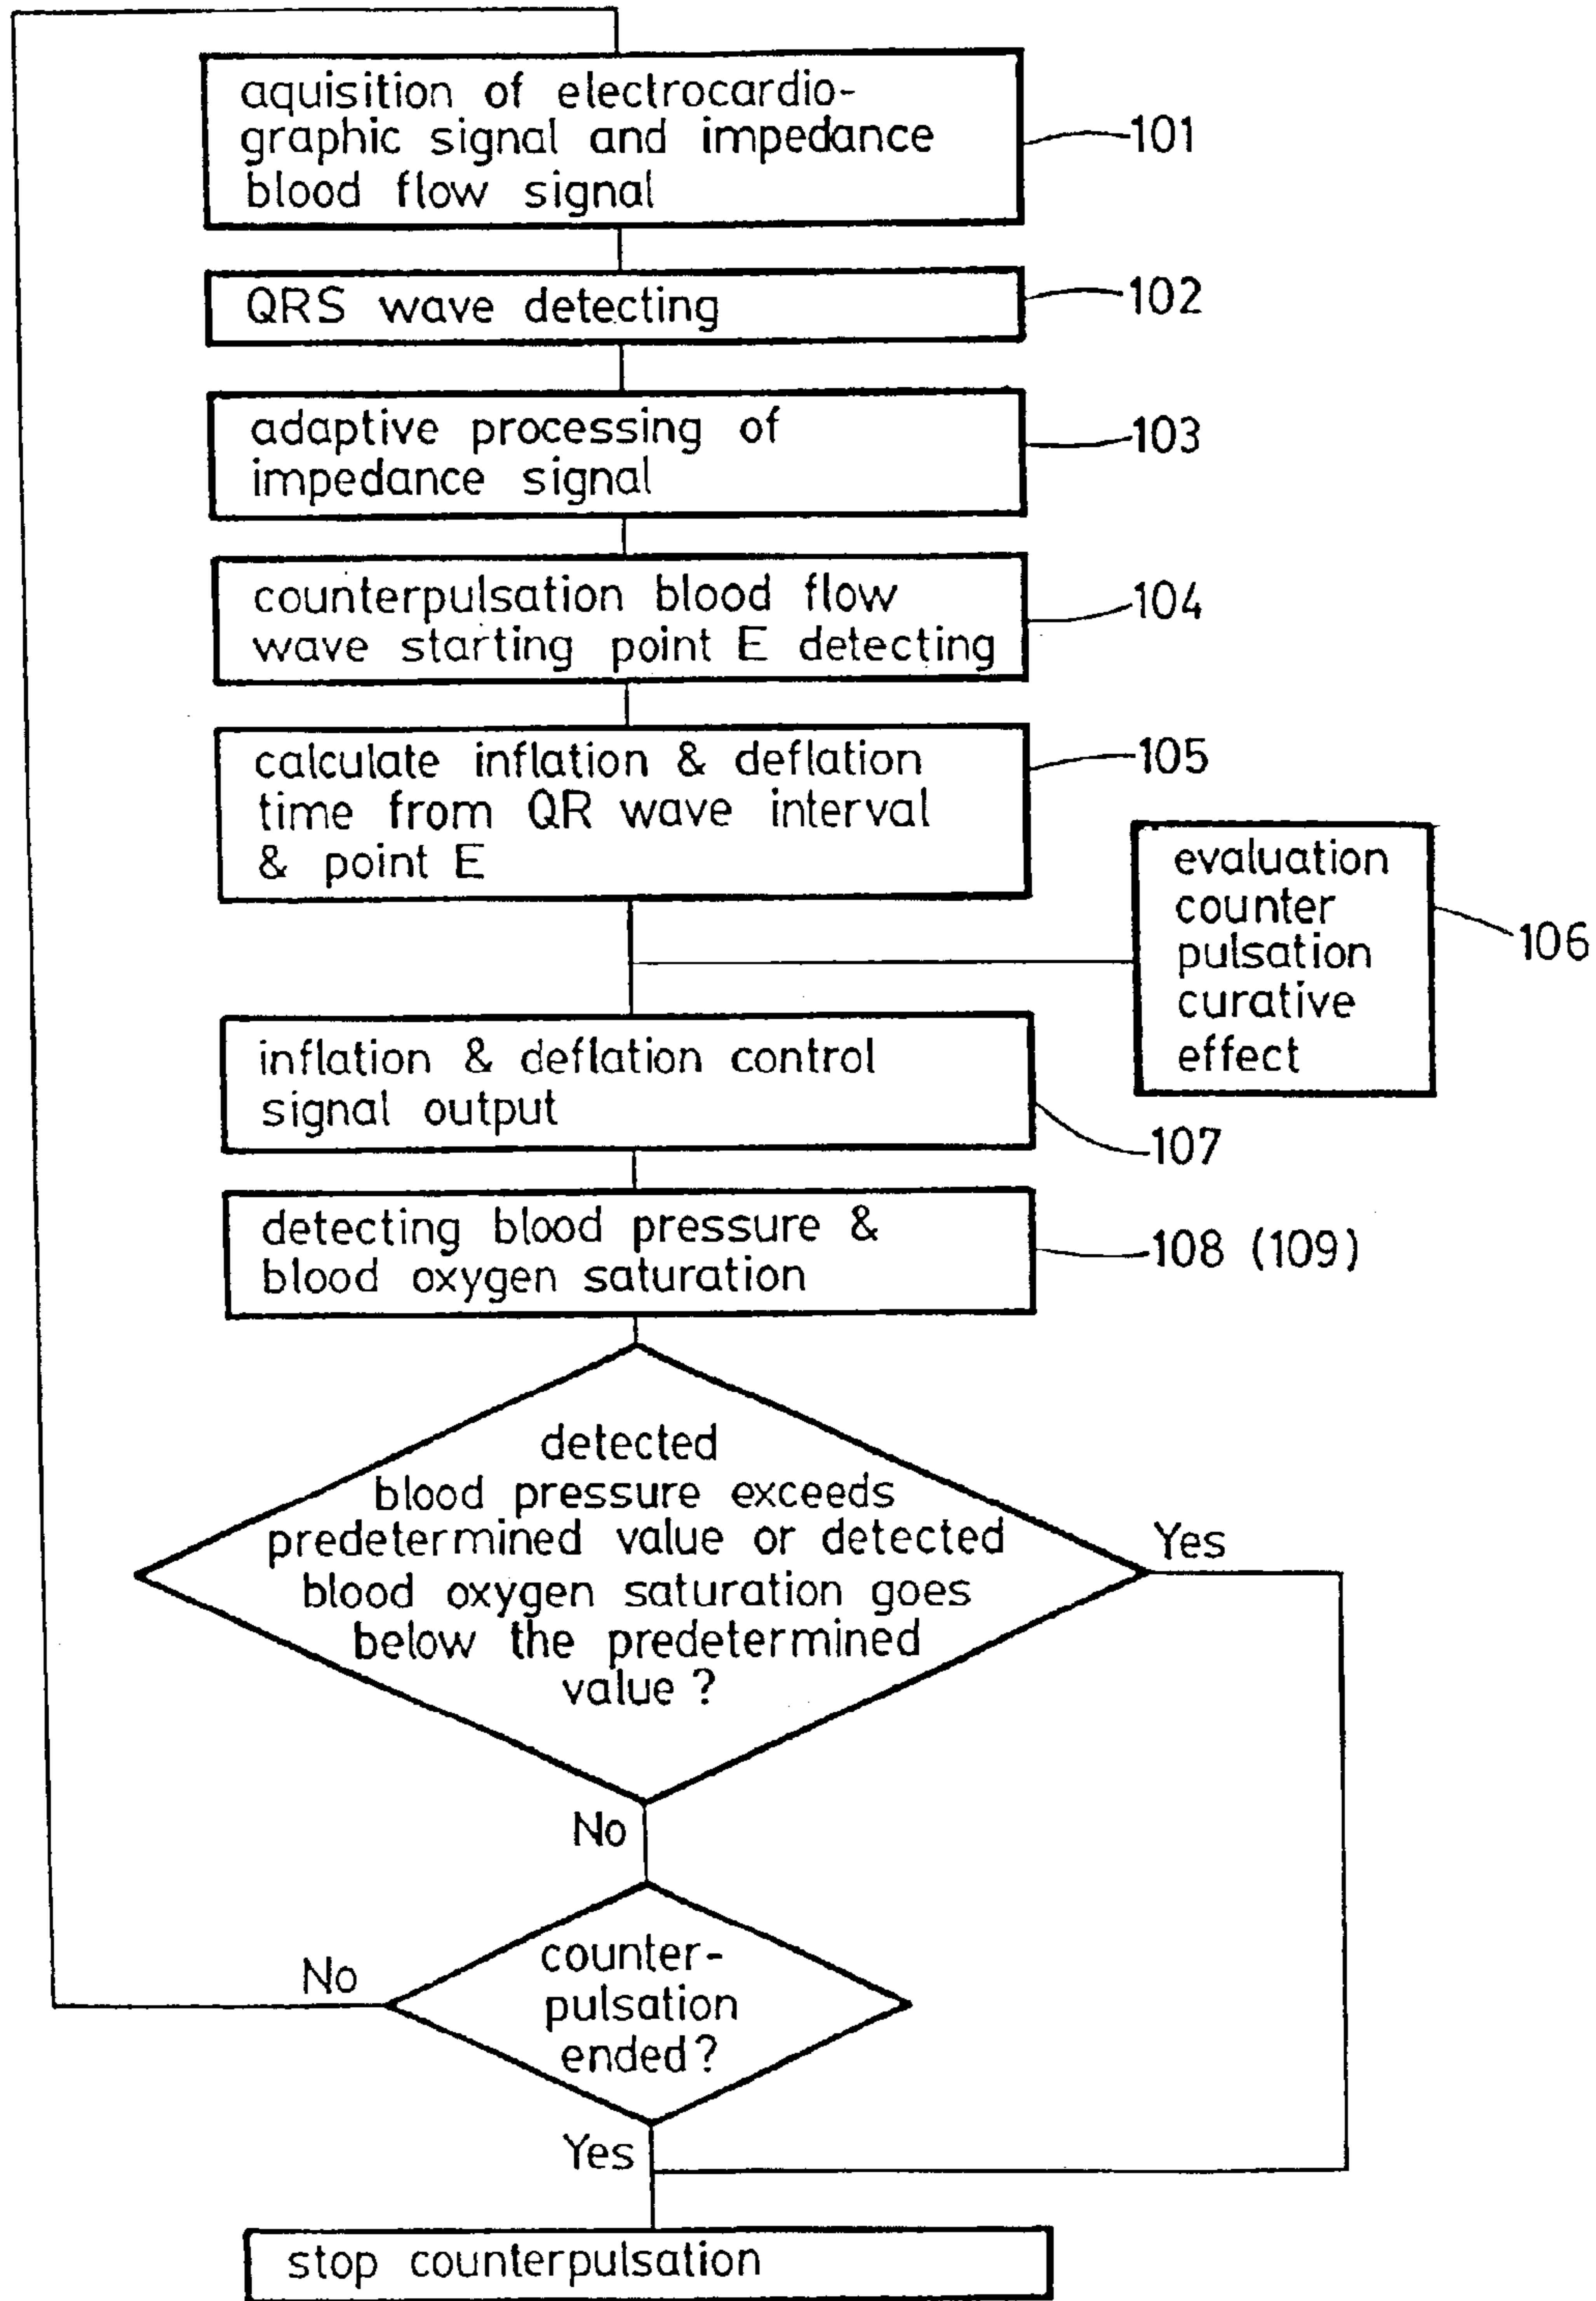 aquisition of electrocardio-
graphic signal and impedance
blood flow signal
101
QRS wave detecting
102
adaptive processing of
impedance signal
103
counterpulsation blood flow
wave starting point E detecting
104
calculate inflation & deflation
time from QR wave interval
& point E
105
evaluation
counter
pulsation
curative
effect
106
inflation & deflation control
signal output
107
detecting blood pressure &
blood oxygen saturation
108 (109)
detected
blood pressure exceeds
predetermined value or detected
blood oxygen saturation goes
below the predetermined
value ?
Yes
No
counter-
pulsation
ended?
No
Yes
stop counterpulsation